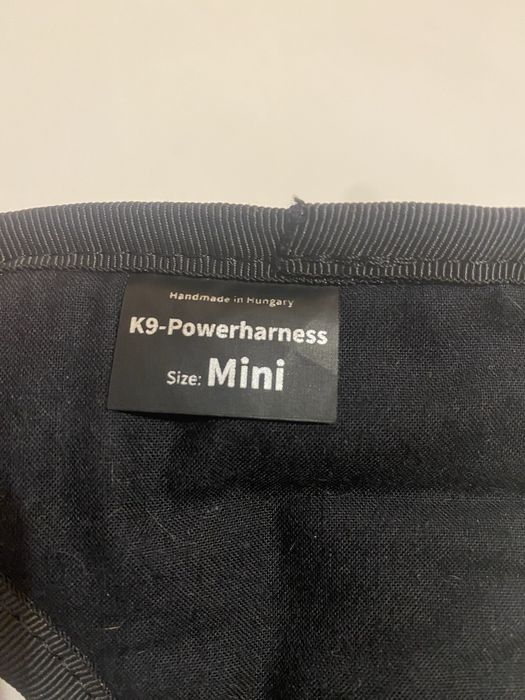 Handmade in Hungary
K9-Powerharness
Size: Mini